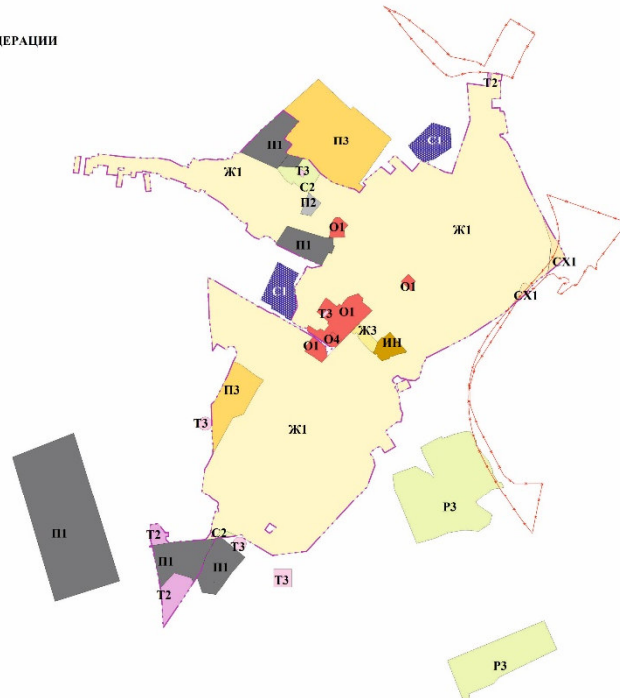 ДЕРАЦИИ
Т2
П1
П3
С1
Ж1
Т3
С2
П2
О1
Ж1
П1
СХ1
С1
О1
СХ1
Т3
О1
Ж3
ИН
О1
О4
П3
Т3
Ж1
Р3
П1
Т2
С2
Т3
П1
П1
Т3
Т2
Р3